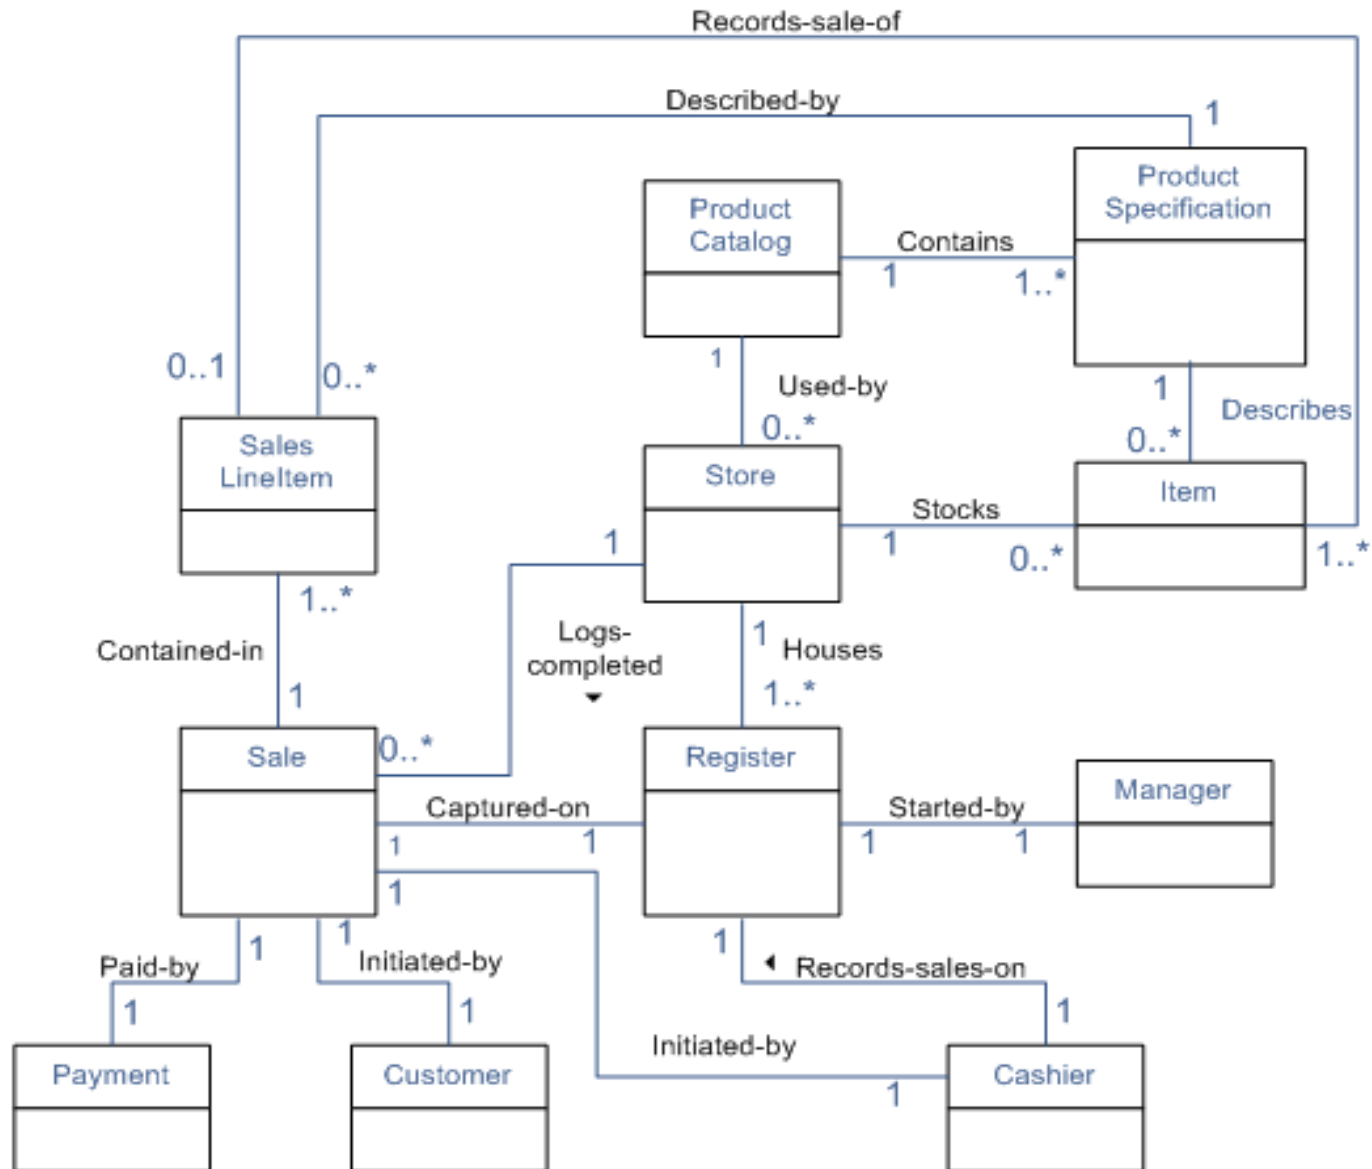 Records-sale-of
Described-by
1
Product
Specification
Product
Catalog
Contains
1
1..*
1
Used-by
0..*
1
Describes
0..*
0..1
0..*
Sales
LineItem
Store
Item
Stocks
1
0..*
1..*
1
1..*
Contained-in
1
Logs-
completed
1
Houses
1..*
Sale
0..*
Register
Manager
Captured-on
1
1
Started-by
1
1
1
Paid-by
1
1
Initiated-by
1
1
1
Records-sales-on
1
Initiated-by
1
Payment
Customer
Cashier